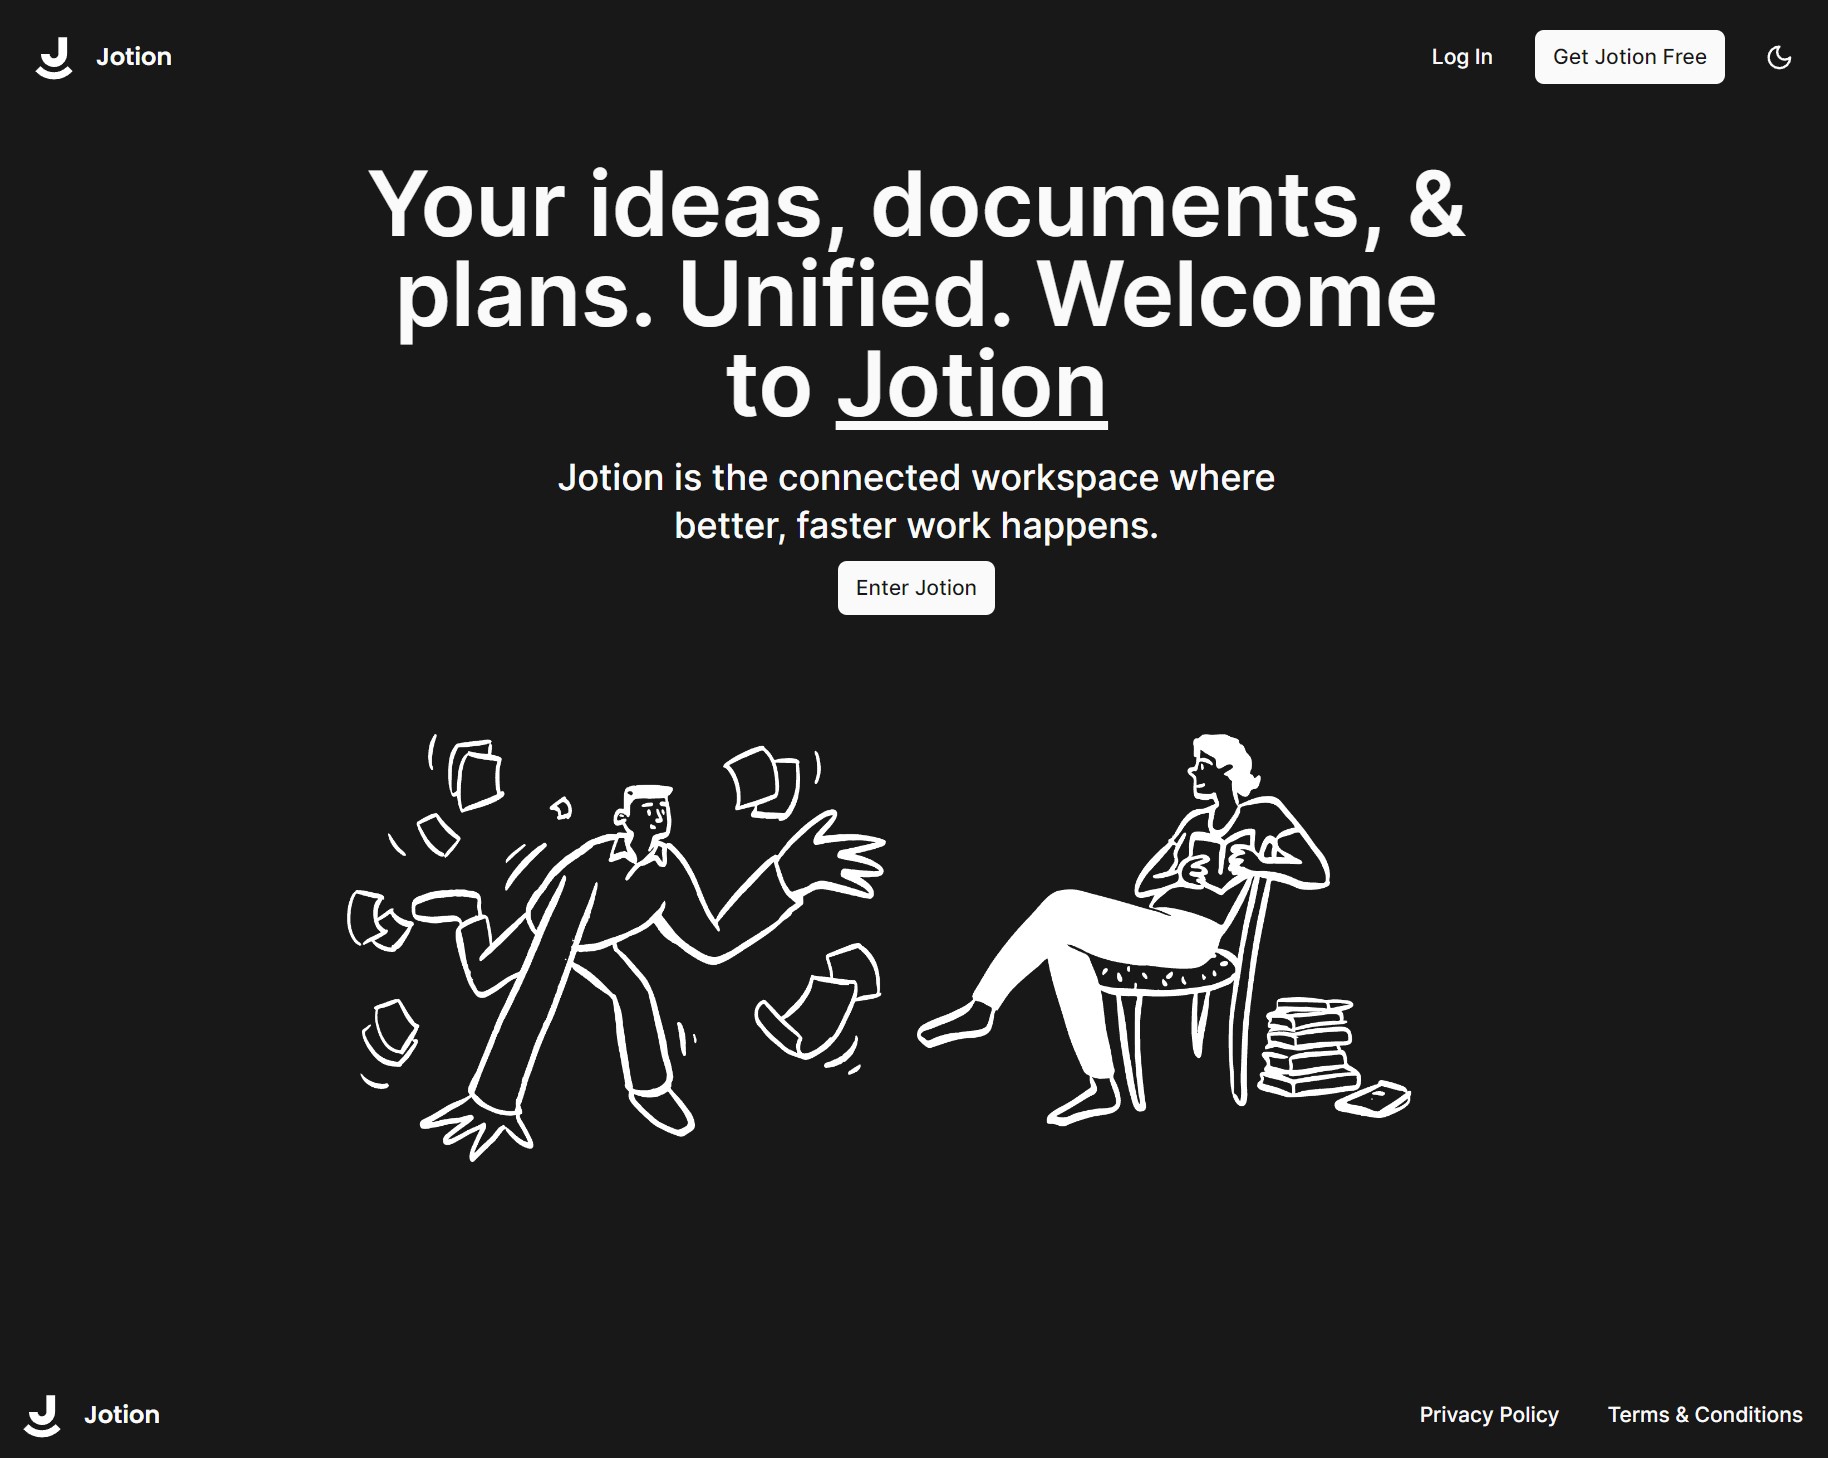 Jotion
Log In
Get Jotion Free
Your ideas, documents, &
plans. Unified. Welcome
to Jotion
Jotion is the connected workspace where
better, faster work happens.
Enter Jotion
Jotion
Privacy Policy
Terms & Conditions